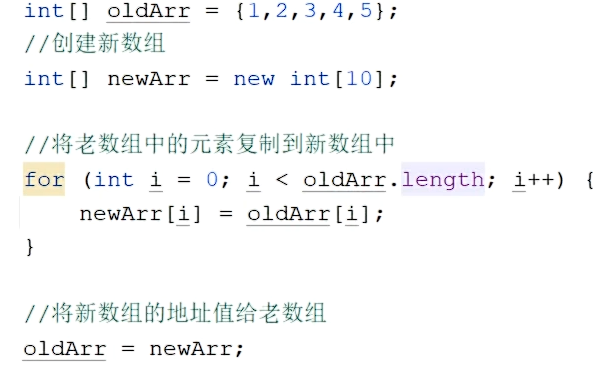 int[] oldArr = {1,2,3,4,5};
//创建新数组
int[] newArr = new int[10];
//将老数组中的元素复制到新数组中
for (int i = 0; i < oldArr.length; i++) {
newArr[i] = oldArr[i];
}
//将新数组的地址值给老数组
oldArr = newArr;